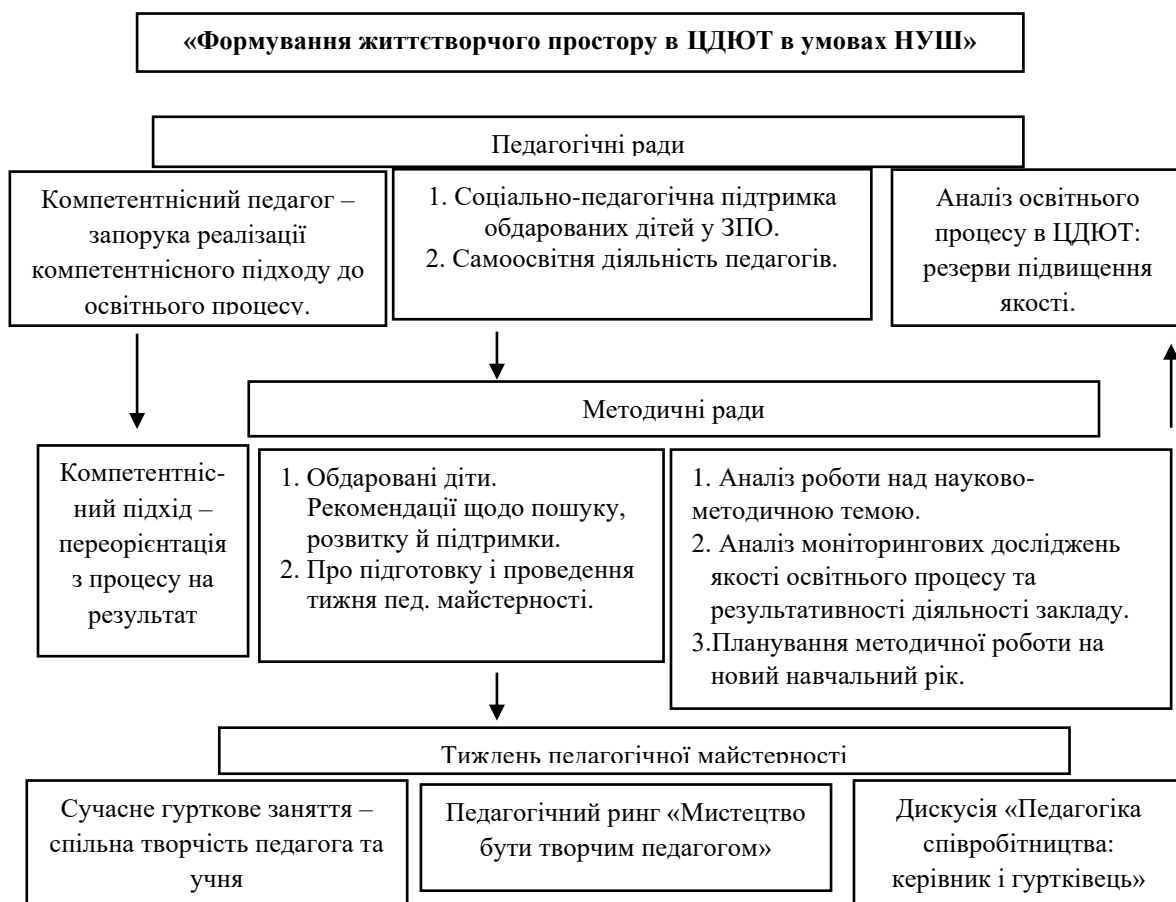 «Формування життєтворчого простору в ЦДЮТ в умовах НУШ»
Педагогічні ради
Компетентнісний педагог –
запорука реалізації
компетентнісного підходу до
освітнього процесу.
1. Соціально-педагогічна підтримка
обдарованих дітей у ЗПО.
2. Самоосвітня діяльність педагогів.
Аналіз освітнього
процесу в ЦДЮТ:
резерви підвищення
якості.
Методичні ради
Компетентніс-
ний підхід –
переорієнтація
з процесу на
результат
1. Обдаровані діти.
Рекомендації щодо пошуку,
розвитку й підтримки.
2. Про підготовку і проведення
тижня пед. майстерності.
1. Аналіз роботи над науково-
методичною темою.
2. Аналіз моніторингових досліджень
якості освітнього процесу та
результативності діяльності закладу.
3.Планування методичної роботи на
новий навчальний рік.
Тиждень педагогічної майстерності
Сучасне гурткове заняття –
спільна творчість педагога та
учня
Педагогічний ринг «Мистецтво
бути творчим педагогом»
Дискусія «Педагогіка
співробітництва:
керівник і гуртківець»